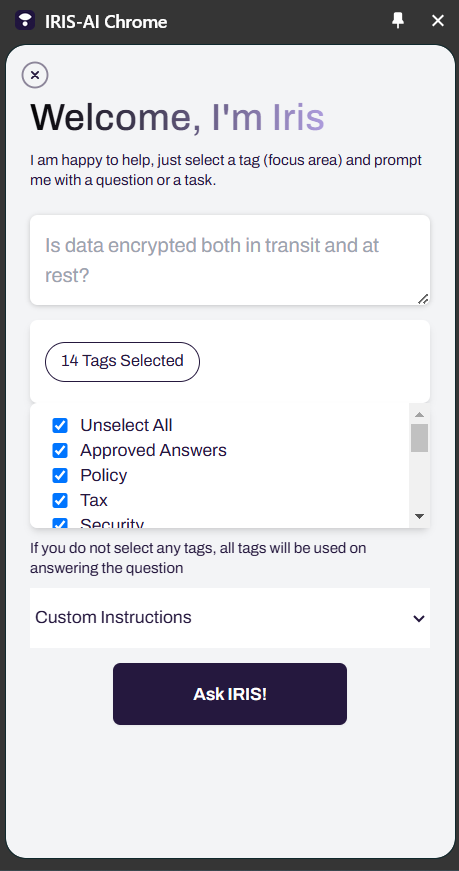 IRIS-AI Chrome
Welcome, I'm Iris
I am happy to help, just select a tag (focus area) and prompt
me with a question or a task.
Is data encrypted both in transit and at
rest?
14 Tags Selected
Unselect All
Approved Answers
Policy
Tax
Security
If you do not select any tags, all tags will be used on
answering the question
Custom Instructions
Ask IRIS!